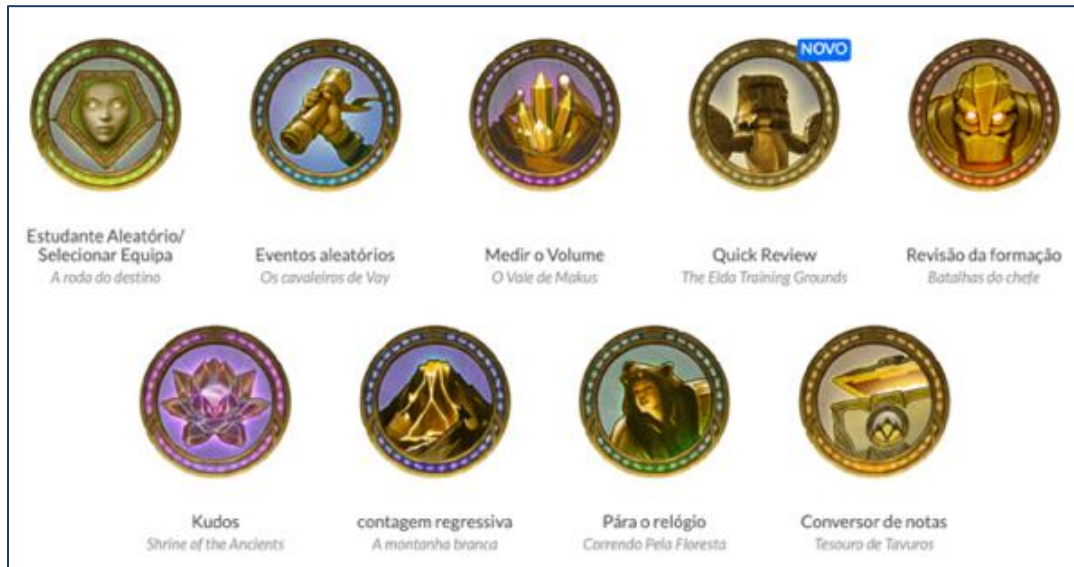 NOVO
Estudante Aleatório/
Selecionar Equipa
A roda do destino
Eventos aleatórios
Os cavaleiros de Vay
Medir o Volume
O Vale de Makus
Quick Review
The Elda Training Grounds
Revisão da formação
Batalhas do chefe
Kudos
Shrine of the Ancients
contagem regressiva
A montanha branca
Pára o relógio
Correndo Pela Floresta
Conversor de notas
Tesouro de Tavuros